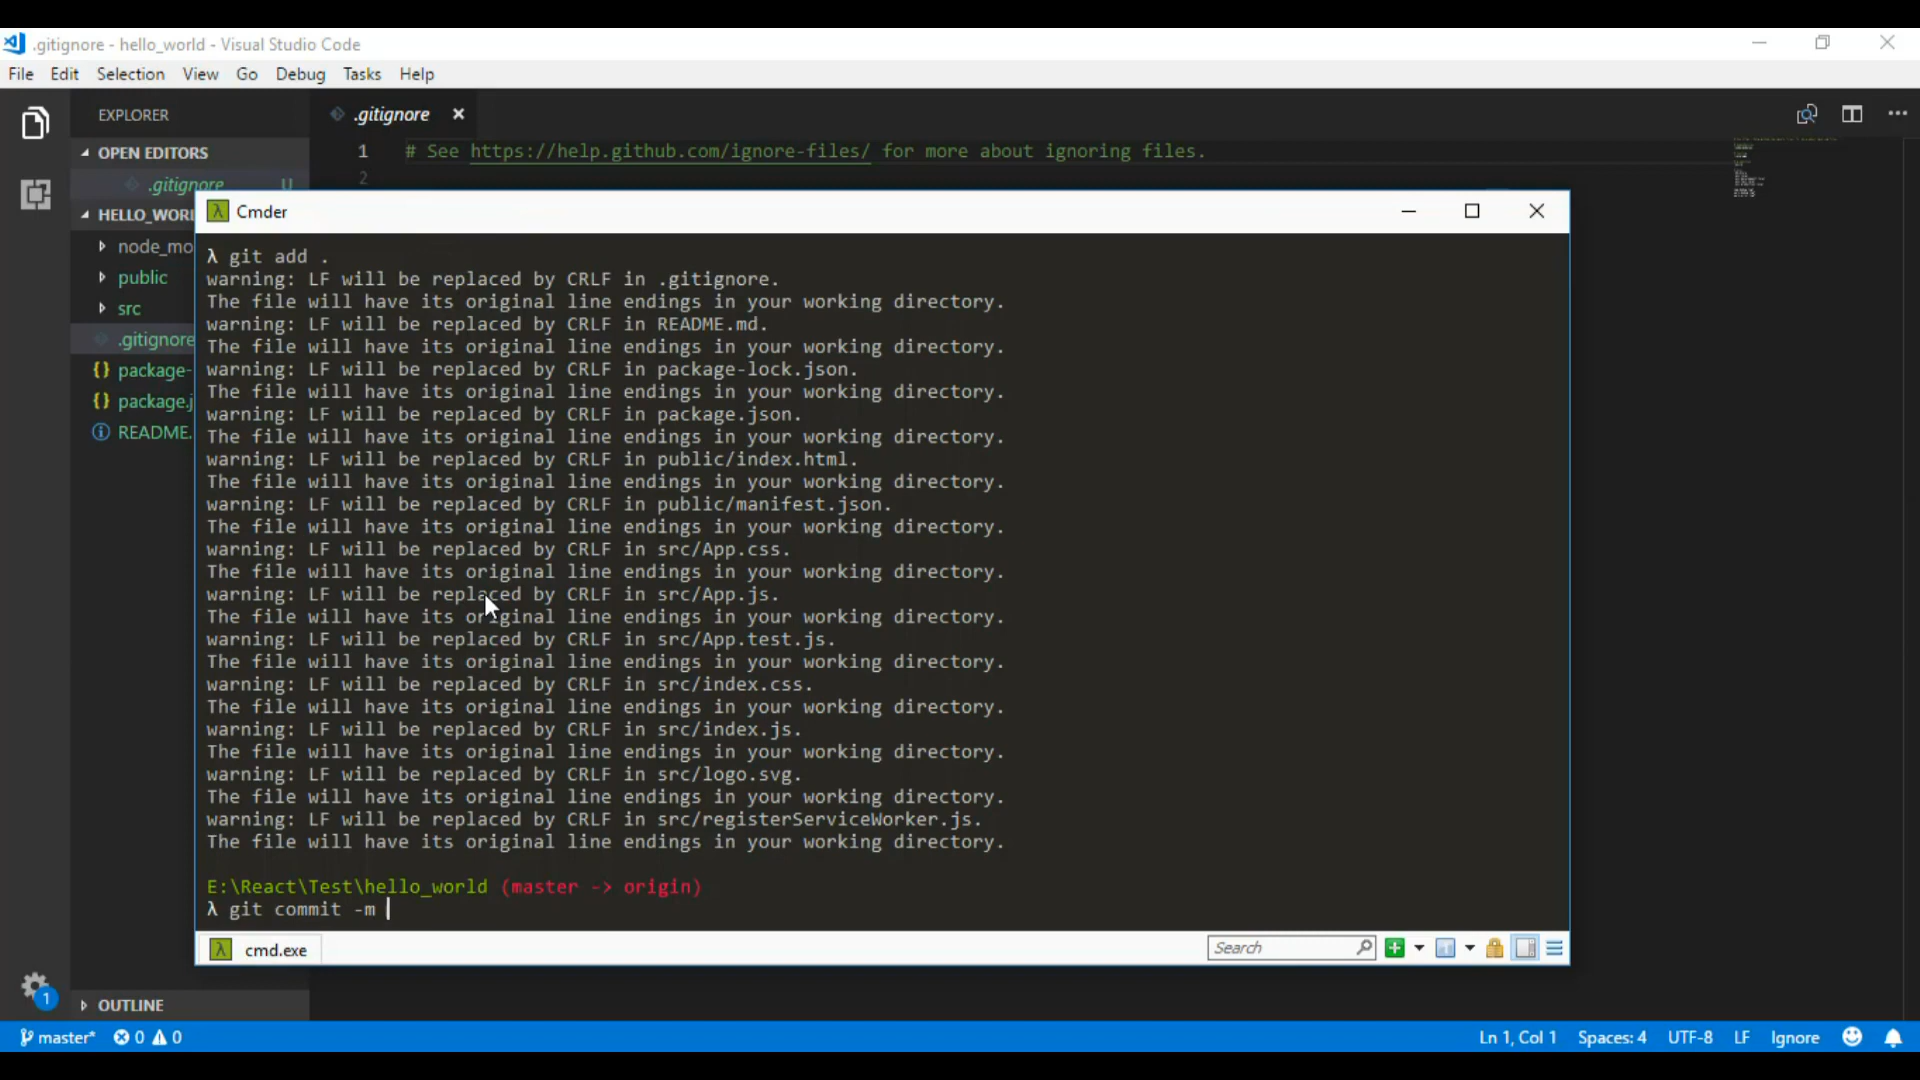 .gitignore - hello_world - Visual Studio Code
File Edit Selection View Go Debug Tasks Help
EXPLORER
.gitignore
OPEN EDITORS
1 # See https://help.github.com/ignore-files/ for more about ignoring files.
2
.gitignore U
HELLO_WORL
node_mo
public
src
.gitignore
{} package-
{} package.j
README.
Cmder
λ git add .
warning: LF will be replaced by CRLF in .gitignore.
The file will have its original line endings in your working directory.
warning: LF will be replaced by CRLF in README.md.
The file will have its original line endings in your working directory.
warning: LF will be replaced by CRLF in package-lock.json.
The file will have its original line endings in your working directory.
warning: LF will be replaced by CRLF in package.json.
The file will have its original line endings in your working directory.
warning: LF will be replaced by CRLF in public/index.html.
The file will have its original line endings in your working directory.
warning: LF will be replaced by CRLF in public/manifest.json.
The file will have its original line endings in your working directory.
warning: LF will be replaced by CRLF in src/App.css.
The file will have its original line endings in your working directory.
warning: LF will be replaced by CRLF in src/App.js.
The file will have its original line endings in your working directory.
warning: LF will be replaced by CRLF in src/App.test.js.
The file will have its original line endings in your working directory.
warning: LF will be replaced by CRLF in src/index.css.
The file will have its original line endings in your working directory.
warning: LF will be replaced by CRLF in src/index.js.
The file will have its original line endings in your working directory.
warning: LF will be replaced by CRLF in src/logo.svg.
The file will have its original line endings in your working directory.
warning: LF will be replaced by CRLF in src/registerServiceWorker.js.
The file will have its original line endings in your working directory.
E:\React\Test\hello_world (master -> origin)
λ git commit -m
λ cmd.exe
Search
1
OUTLINE
master* 0 0 Ln 1, Col 1 Spaces: 4 UTF-8 LF Ignore